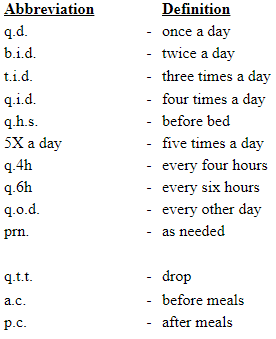 Abbreviation Definition
q.d. - once a day
b.i.d. - twice a day
t.i.d. - three times a day
q.i.d. - four times a day
q.h.s. - before bed
5X a day - five times a day
q.4h - every four hours
q.6h - every six hours
q.o.d. - every other day
prn. - as needed
q.t.t. - drop
a.c. - before meals
p.c. - after meals